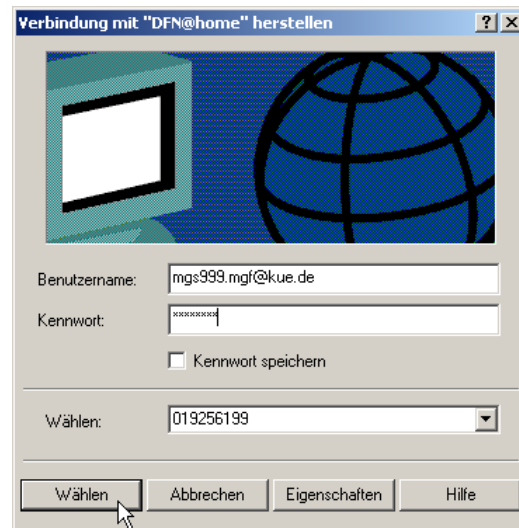 Verbindung mit "DFN@home" herstellen
Benutzername: mgs999.mgf@kue.de
Kennwort: ********
Kennwort speichern
Wählen: 019256199
Wählen Abbrechen Eigenschaften Hilfe